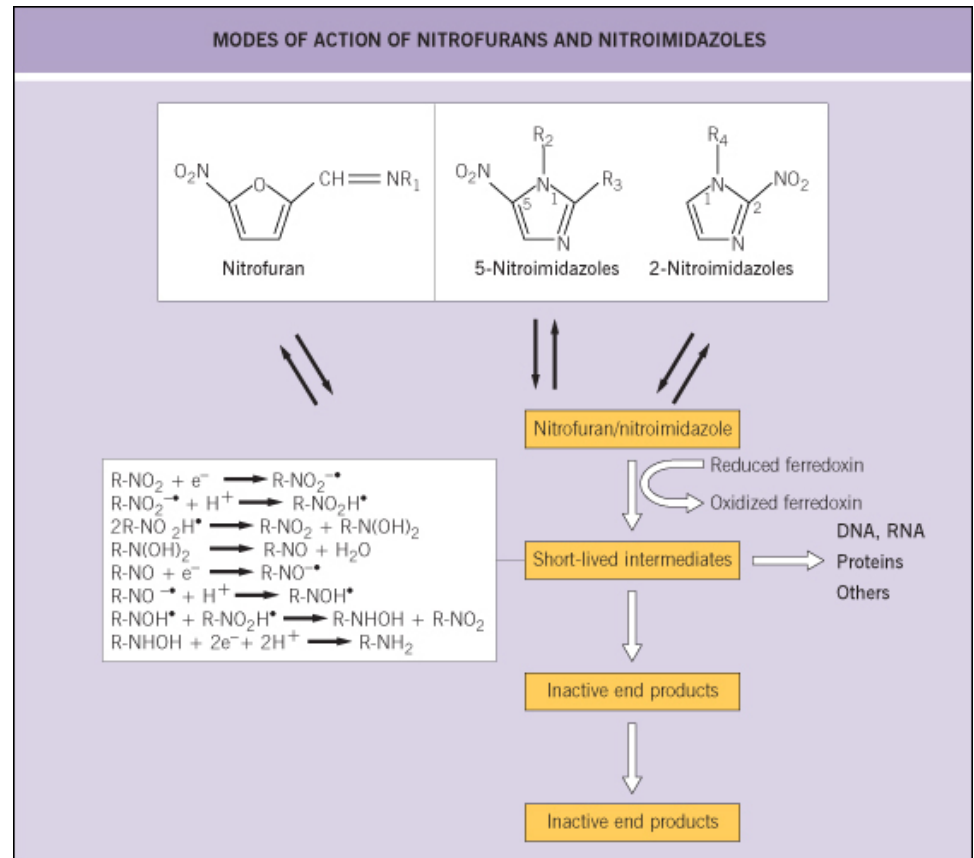 MODES OF ACTION OF NITROFURANS AND NITROIMIDAZOLES
O₂N
O
CH=NR₁
Nitrofuran
R₂
O₂N
N
R₃
5
1
N
5-Nitroimidazoles
R₄
N
NO₂
1
2
N
2-Nitroimidazoles
Nitrofuran/nitroimidazole
Reduced ferredoxin
Oxidized ferredoxin
R-NO₂ + e⁻ → R-NO₂⁻•
R-NO₂⁻• + H⁺ → R-NO₂H•
2R-NO₂H• → R-NO₂ + R-N(OH)₂
R-N(OH)₂ → R-NO + H₂O
R-NO + e⁻ → R-NO⁻•
R-NO⁻• + H⁺ → R-NOH•
R-NOH• + R-NO₂H• → R-NHOH + R-NO₂
R-NHOH + 2e⁻ + 2H⁺ → R-NH₂
Short-lived intermediates
DNA, RNA
Proteins
Others
Inactive end products
Inactive end products